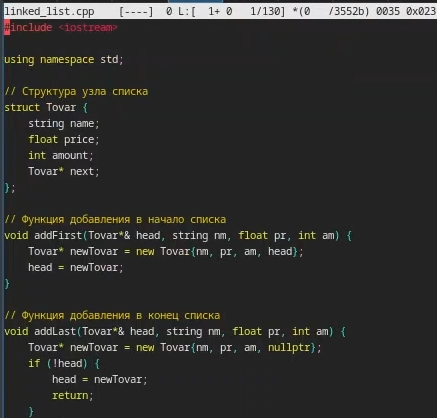 linked_list.cpp    [----]  0 L:[  1+ 0   1/130] *(0   /3552b) 0035 0x023
#include <iostream>
using namespace std;
// Структура узла списка
struct Tovar {
    string name;
    float price;
    int amount;
    Tovar* next;
};
// Функция добавления в начало списка
void addFirst(Tovar*& head, string nm, float pr, int am) {
    Tovar* newTovar = new Tovar{nm, pr, am, head};
    head = newTovar;
}
// Функция добавления в конец списка
void addLast(Tovar*& head, string nm, float pr, int am) {
    Tovar* newTovar = new Tovar{nm, pr, am, nullptr};
    if (!head) {
        head = newTovar;
        return;
    }